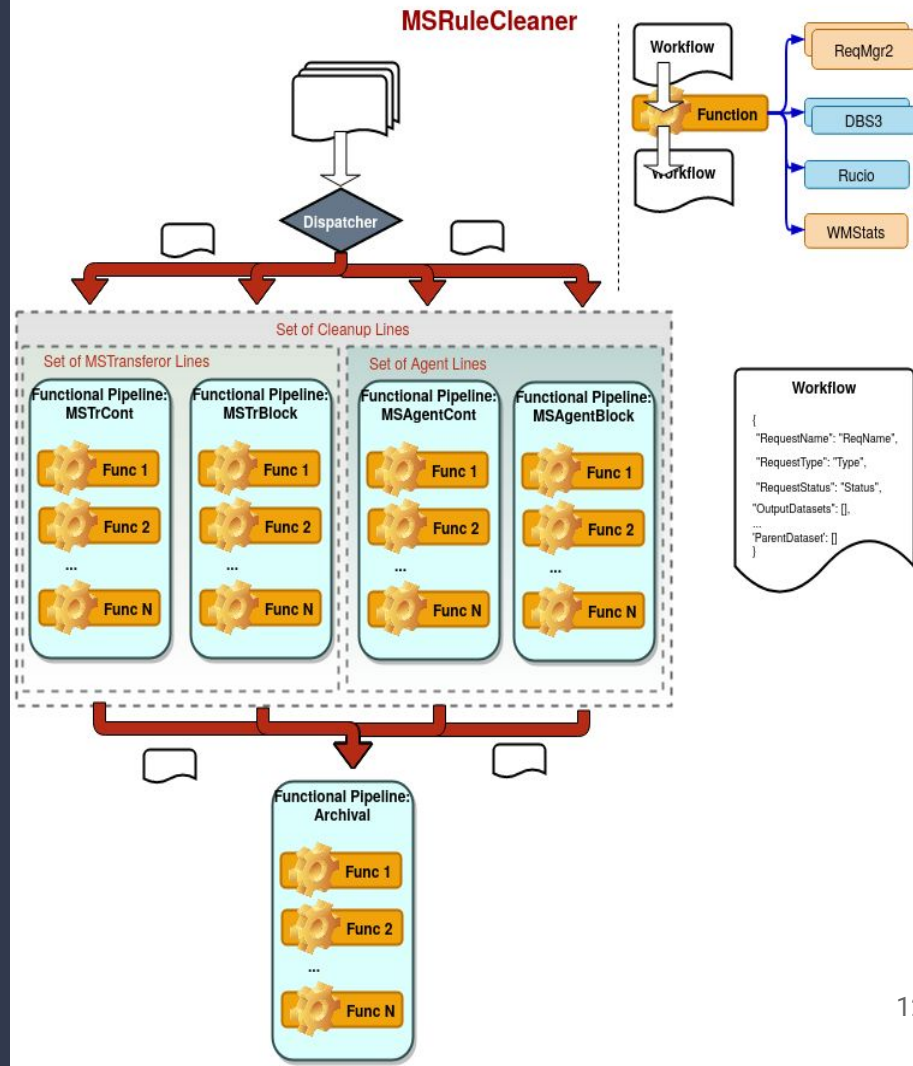 MSRuleCleaner
Dispatcher
Set of Cleanup Lines
Set of MSTransferor Lines
Functional Pipeline:
MSTrCont
Func 1
Func 2
...
Func N
Functional Pipeline:
MSTrBlock
Func 1
Func 2
...
Func N
Set of Agent Lines
Functional Pipeline:
MSAgentCont
Func 1
Func 2
...
Func N
Functional Pipeline:
MSAgentBlock
Func 1
Func 2
...
Func N
Functional Pipeline:
Archival
Func 1
Func 2
...
Func N
Workflow
Function
Workflow
ReqMgr2
DBS3
Rucio
WMStats
Workflow
{
"RequestName": "ReqName",
"RequestType": "Type",
"RequestStatus": "Status",
"OutputDatasets": [],
...
'ParentDataset': []
}